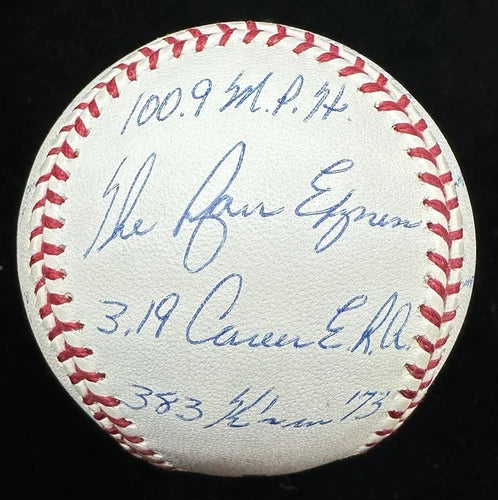 100.9 M.P.H.
The Ryan Express
3.19 Career E.R.A.
383 K's in '73